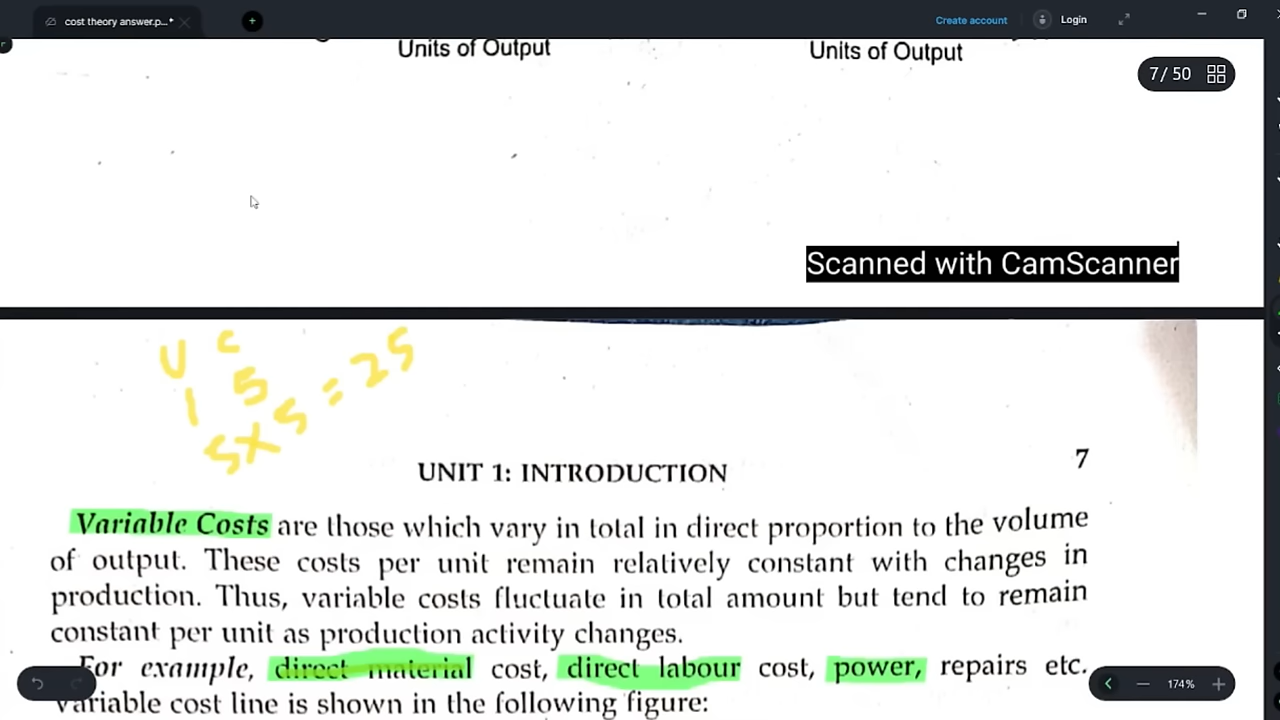 cost theory answer.p...*
Create account
Login
Units of Output
Units of Output
7 / 50
Scanned with CamScanner
U C
1 5
5 x 5 = 25
UNIT 1: INTRODUCTION
7
Variable Costs are those which vary in total in direct proportion to the volume
of output. These costs per unit remain relatively constant with changes in
production. Thus, variable costs fluctuate in total amount but tend to remain
constant per unit as production activity changes.
For example, direct material cost, direct labour cost, power, repairs etc.
Variable cost line is shown in the following figure:
174%